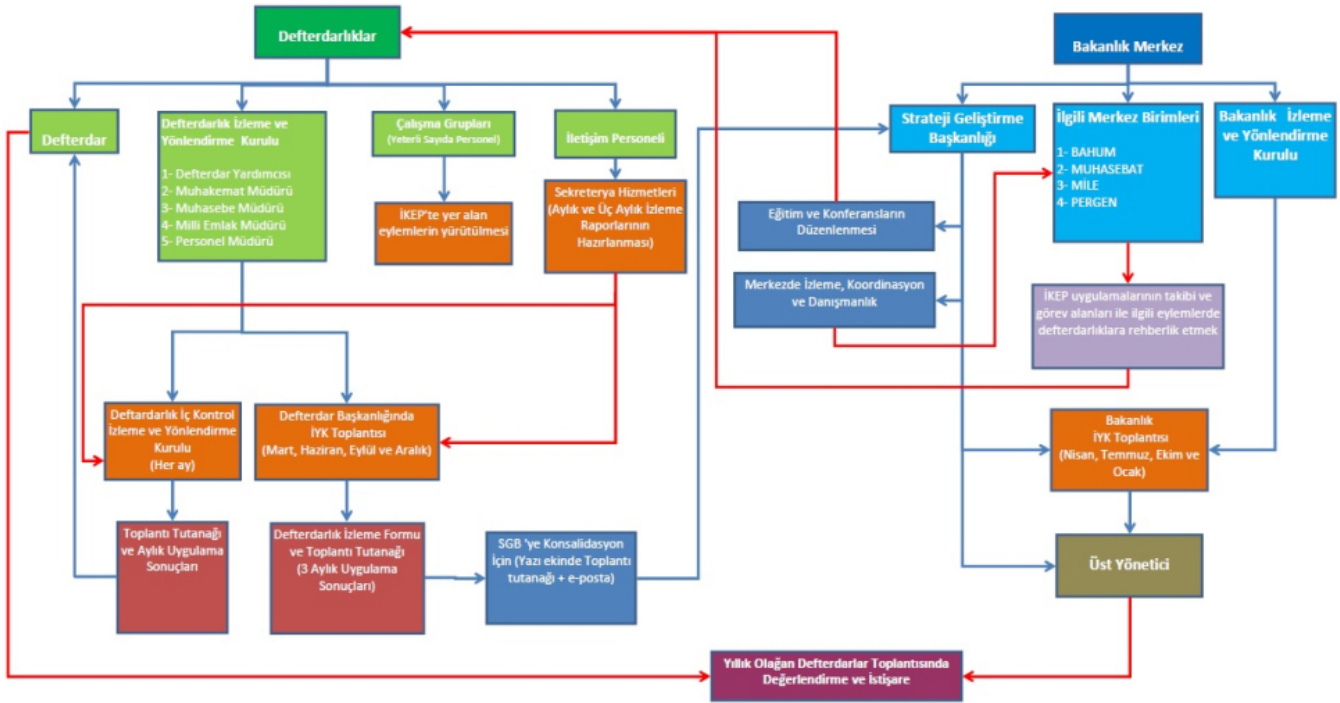 Defterdarlıklar
Bakanlık Merkez
Defterdar
Defterdarlık İzleme ve
Yönlendirme Kurulu
1- Defterdar Yardımcısı
2- Muhakemat Müdürü
3- Muhasebe Müdürü
4- Milli Emlak Müdürü
5- Personel Müdürü
Çalışma Grupları
(Yeterli Sayıda Personel)
İletişim Personeli
Strateji Geliştirme
Başkanlığı
İlgili Merkez Birimleri
1- BAHUM
2- MUHASEBAT
3- MİLE
4- PERGEN
Bakanlık İzleme
ve Yönlendirme
Kurulu
İKEP'te yer alan
eylemlerin yürütülmesi
Sekreterya Hizmetleri
(Aylık ve Üç Aylık İzleme
Raporlarının
Hazırlanması)
Eğitim ve Konferansların
Düzenlenmesi
Merkezde İzleme, Koordinasyon
ve Danışmanlık
İKEP uygulamalarının takibi ve
görev alanları ile ilgili eylemlerde
defterdarlıklara rehberlik etmek
Deftardarlık İç Kontrol
İzleme ve Yönlendirme
Kurulu
(Her ay)
Defterdar Başkanlığında
İYK Toplantısı
(Mart, Haziran, Eylül ve Aralık)
Bakanlık
İYK Toplantısı
(Nisan, Temmuz, Ekim ve
Ocak)
Toplantı Tutanağı
ve Aylık Uygulama
Sonuçları
Defterdarlık İzleme Formu
ve Toplantı Tutanağı
(3 Aylık Uygulama
Sonuçları)
SGB 'ye Konsalidasyon
İçin (Yazı ekinde Toplantı
tutanağı + e-posta)
Üst Yönetici
Yıllık Olağan Defterdarlar Toplantısında
Değerlendirme ve İstişare